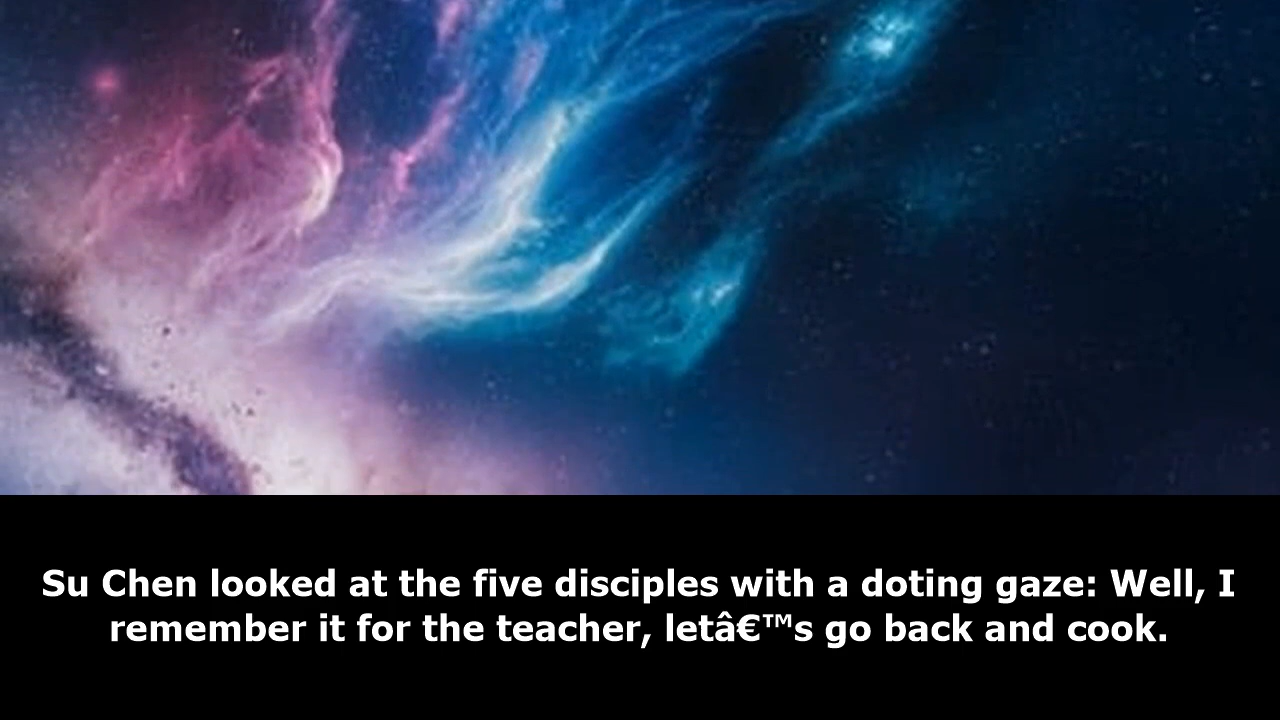 Su Chen looked at the five disciples with a doting gaze: Well, I
remember it for the teacher, letâ€™s go back and cook.